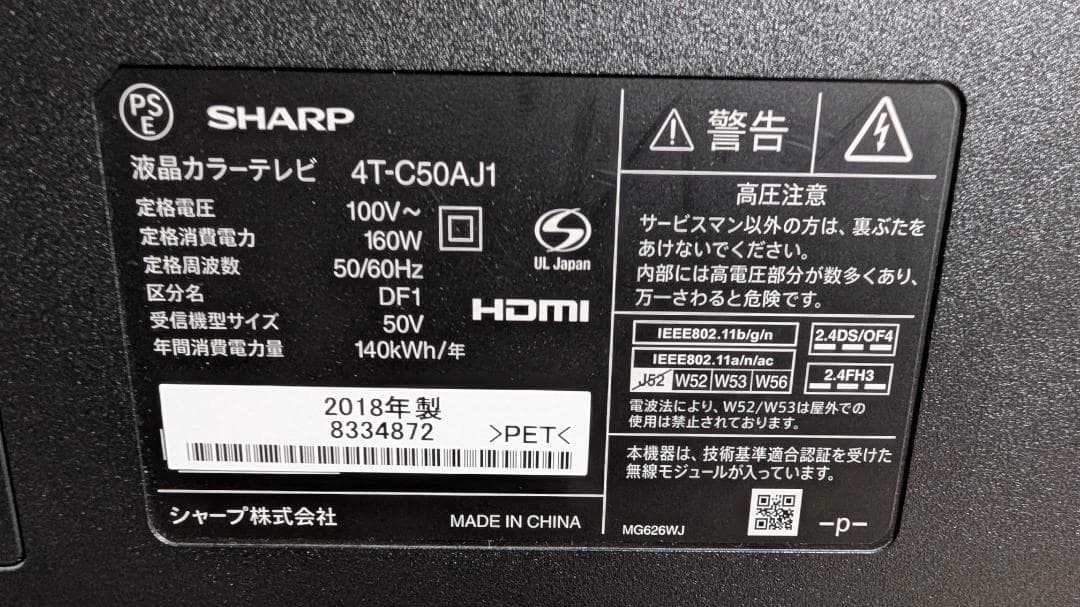 PSE
SHARP
液晶カラーテレビ 4T-C50AJ1
定格電圧 100V～
定格消費電力 160W
定格周波数 50/60Hz
区分名 DF1
受信機型サイズ 50V
年間消費電力量 140kWh/年
UL Japan
HDMI
2018年製
8334872 >PET<
シャープ株式会社 MADE IN CHINA
警告
高圧注意
サービスマン以外の方は、裏ぶたを
あけないでください。
内部には高電圧部分が数多くあり、
万一さわると危険です。
IEEE802.11b/g/n
IEEE802.11a/n/ac
J52 W52 W53 W56
2.4DS/OF4
2.4FH3
電波法により、W52/W53は屋外での
使用は禁止されております。
本機器は、技術基準適合認証を受けた
無線モジュールが入っています。
MG626WJ
-p-